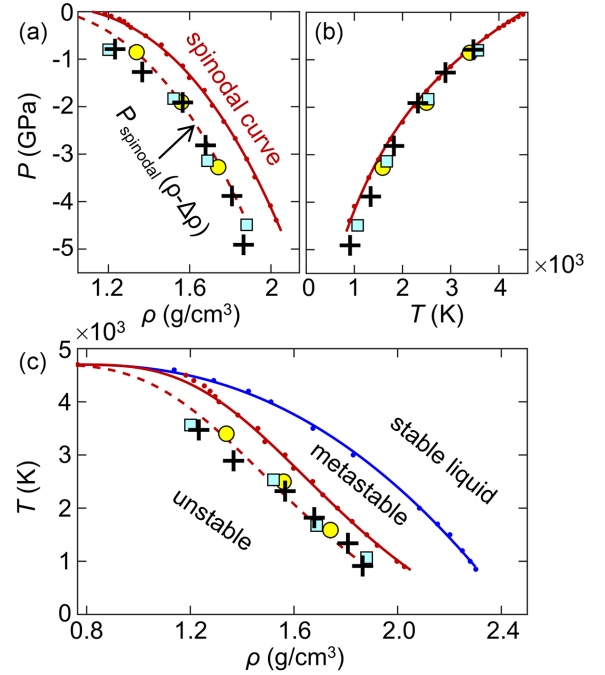 (a)
(b)
0
-1
-2
-3
-4
-5
P (GPa)
spinodal curve
Pspinodal (ρ-Δρ)
1.2
1.6
2
ρ (g/cm³)
0
1
2
3
4
×10³
T (K)
×10³
(c)
5
4
3
2
1
0
T (K)
stable liquid
metastable
unstable
0.8
1.2
1.6
2.0
2.4
ρ (g/cm³)